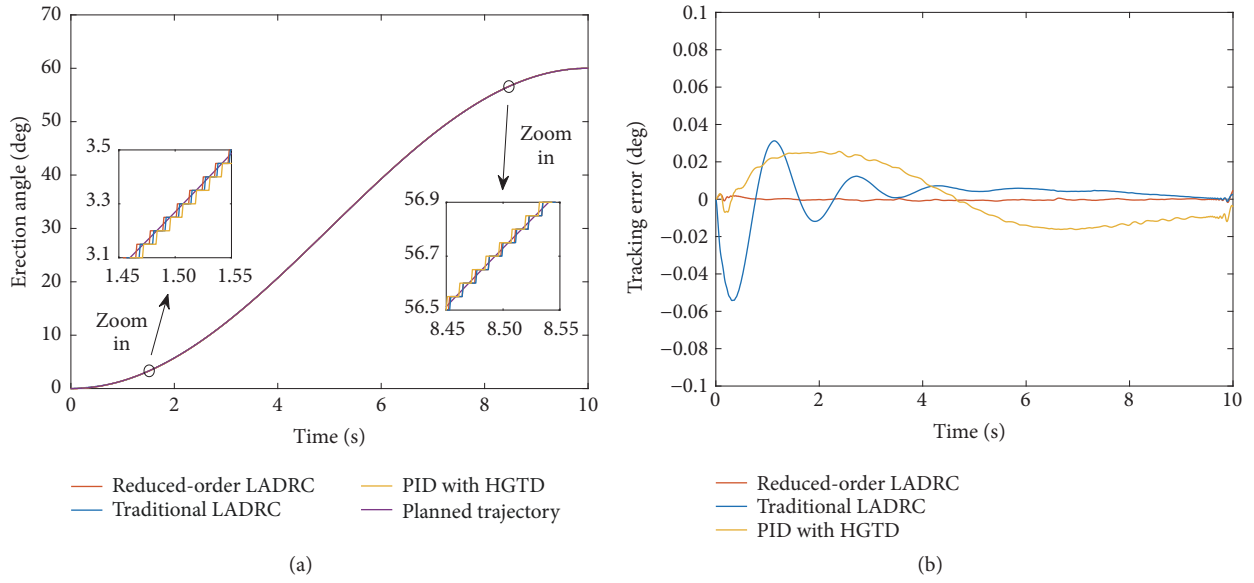 70
60
50
40
30
20
10
0
Erection angle (deg)
0
2
4
6
8
10
Time (s)
Zoom
in
3.5
3.3
3.1
1.45
1.50
1.55
Zoom
in
56.9
56.7
56.5
8.45
8.50
8.55
Reduced-order LADRC
Traditional LADRC
PID with HGTD
Planned trajectory
(a)
0.1
0.08
0.06
0.04
0.02
0
−0.02
−0.04
−0.06
−0.08
−0.1
Tracking error (deg)
0
2
4
6
8
10
Time (s)
Reduced-order LADRC
Traditional LADRC
PID with HGTD
(b)